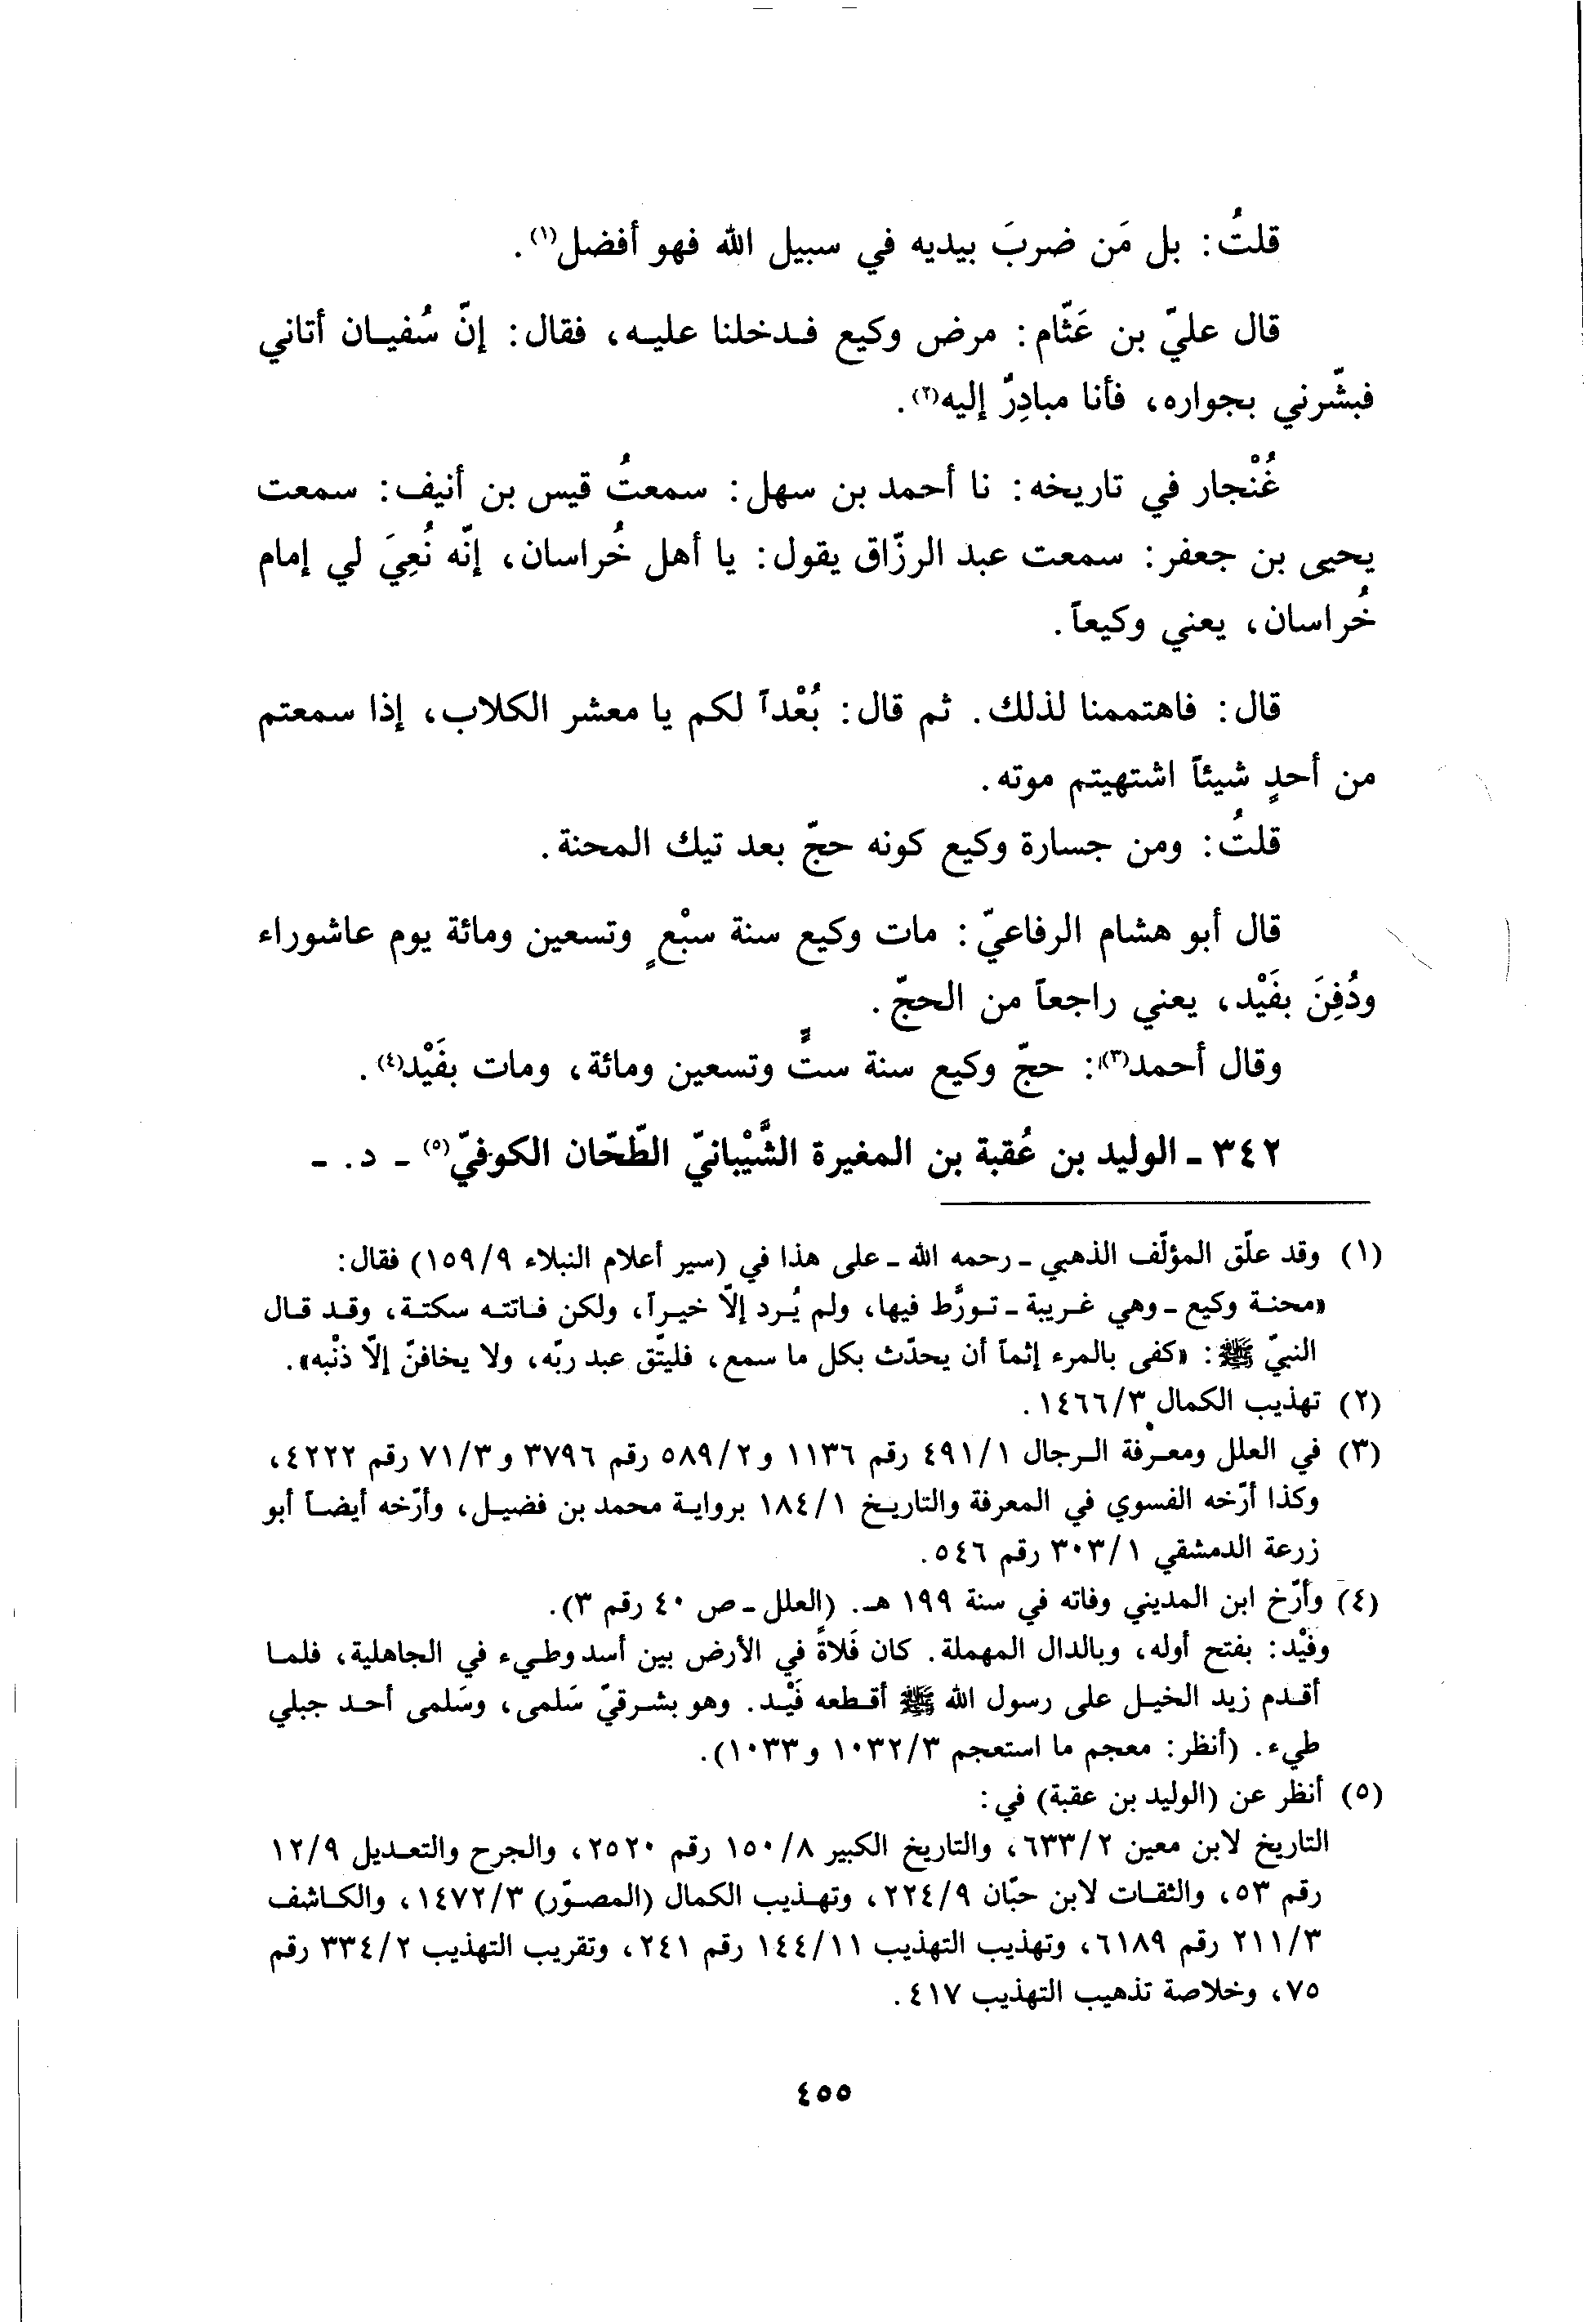 قلتُ: بل مَن ضربَ بيديه في سبيل الله فهو أفضل(١).
قال عليّ بن عَثّام: مرض وكيع فدخلنا عليه، فقال: إنّ سُفيان أتاني
فبشّرني بجواره، فأنا مبادِرٌ إليه(٢).
غُنْجار في تاريخه: نا أحمد بن سهل: سمعتُ قيس بن أنيف: سمعت
يحيى بن جعفر: سمعت عبد الرزّاق يقول: يا أهل خُراسان، إنّه نُعِيَ لي إمام
خُراسان، يعني وكيعاً.
قال: فاهتممنا لذلك. ثم قال: بُعْداً لكم يا معشر الكلاب، إذا سمعتم
من أحدٍ شيئاً اشتهيتم موته.
قلتُ: ومن جسارة وكيع كونه حجّ بعد تيك المحنة.
قال أبو هشام الرفاعيّ: مات وكيع سنة سبْعٍ وتسعين ومائة يوم عاشوراء
ودُفِنَ بفَيْد، يعني راجعاً من الحجّ.
وقال أحمد(٣): حجّ وكيع سنة ستٍّ وتسعين ومائة، ومات بفَيْد(٤).
٣٤٢ - الوليد بن عُقبة بن المغيرة الشَّيْبانيّ الطّحّان الكوفيّ(٥) - د. -
(١) وقد علّق المؤلّف الذهبي - رحمه الله - على هذا في (سير أعلام النبلاء ١٥٩/٩) فقال:
«محنة وكيع - وهي غريبة - تورَّط فيها، ولم يُرد إلاّ خيراً، ولكن فاتته سكتة، وقد قال
النبيّ ﷺ: «كفى بالمرء إثماً أن يحدّث بكل ما سمع، فليتّق عبد ربّه، ولا يخافنّ إلاّ ذنْبه».
(٢) تهذيب الكمال ١٤٦٦/٣.
(٣) في العلل ومعرفة الرجال ٤٩١/١ رقم ١١٣٦ و٥٨٩/٢ رقم ٣٧٩٦ و٧١/٣ رقم ٤٢٢٢،
وكذا أرّخه الفسوي في المعرفة والتاريخ ١٨٤/١ برواية محمد بن فضيل، وأرّخه أيضاً أبو
زرعة الدمشقي ٣٠٣/١ رقم ٥٤٦.
(٤) وأرّخ ابن المديني وفاته في سنة ١٩٩ هـ. (العلل - ص ٤٠ رقم ٣).
وفَيْد: بفتح أوله، وبالدال المهملة. كان فَلاةً في الأرض بين أسد وطيء في الجاهلية، فلما
أقدم زيد الخيل على رسول الله ﷺ أقطعه فَيْد. وهو بشرقيّ سَلمى، وسَلمى أحد جبلي
طيء. (أنظر: معجم ما استعجم ١٠٣٢/٣ و١٠٣٣).
(٥) أنظر عن (الوليد بن عقبة) في:
التاريخ لابن معين ٦٣٣/٢، والتاريخ الكبير ١٥٠/٨ رقم ٢٥٢٠، والجرح والتعديل ١٢/٩
رقم ٥٣، والثقات لابن حبّان ٢٢٤/٩، وتهذيب الكمال (المصوّر) ١٤٧٢/٣، والكاشف
٢١١/٣ رقم ٦١٨٩، وتهذيب التهذيب ١٤٤/١١ رقم ٢٤١، وتقريب التهذيب ٣٣٤/٢ رقم
٧٥، وخلاصة تذهيب التهذيب ٤١٧.
٤٥٥